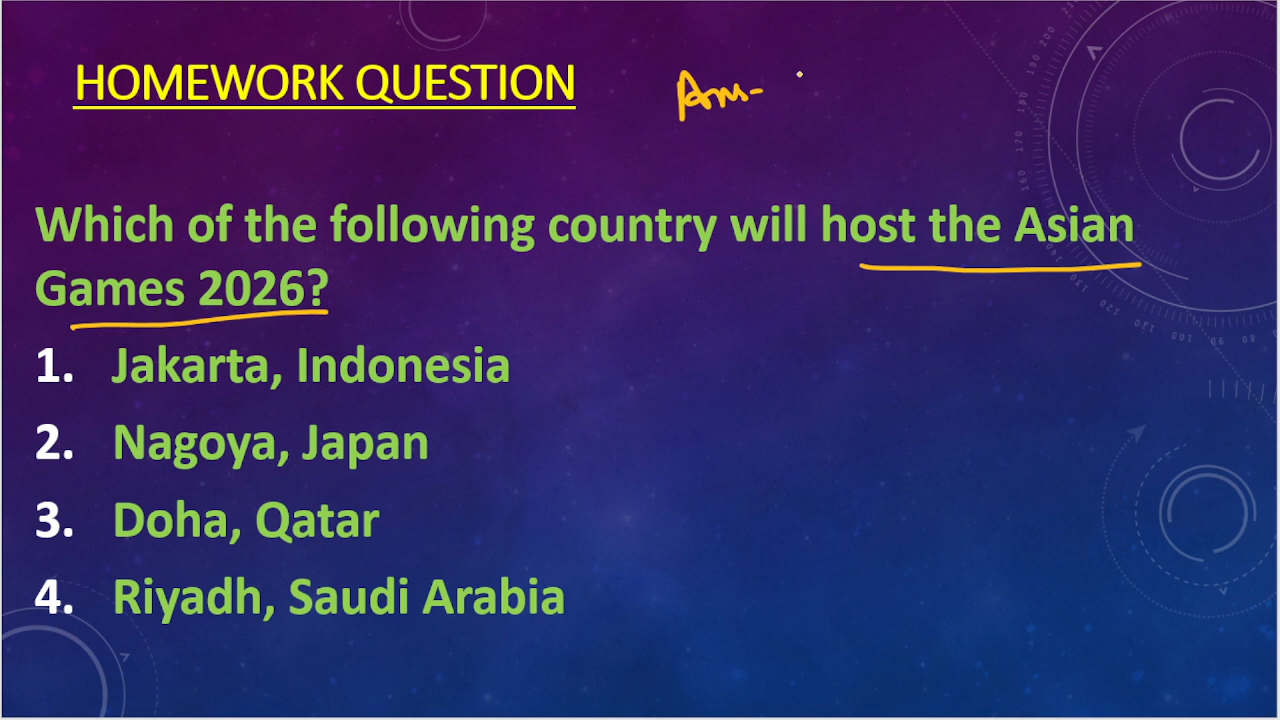 HOMEWORK QUESTION
Ans-
Which of the following country will host the Asian
Games 2026?
1. Jakarta, Indonesia
2. Nagoya, Japan
3. Doha, Qatar
4. Riyadh, Saudi Arabia